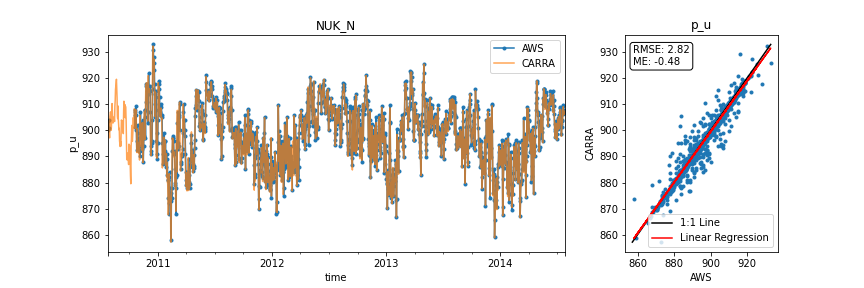 NUK_N
p_u
930
920
910
900
890
880
870
860
p_u
2011
2012
2013
2014
time
AWS
CARRA
p_u
930
920
910
900
890
880
870
860
CARRA
860
880
900
920
AWS
RMSE: 2.82
ME: -0.48
1:1 Line
Linear Regression